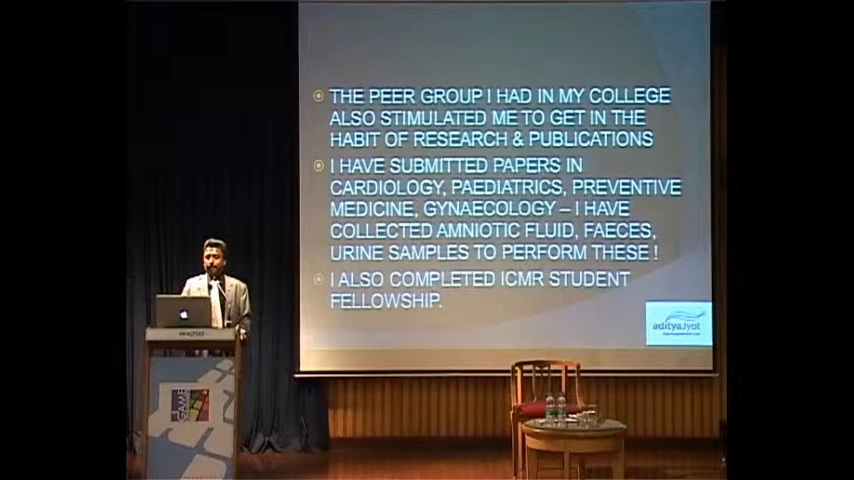 THE PEER GROUP I HAD IN MY COLLEGE
ALSO STIMULATED ME TO GET IN THE
HABIT OF RESEARCH & PUBLICATIONS
I HAVE SUBMITTED PAPERS IN
CARDIOLOGY, PAEDIATRICS, PREVENTIVE
MEDICINE, GYNAECOLOGY – I HAVE
COLLECTED AMNIOTIC FLUID, FAECES,
URINE SAMPLES TO PERFORM THESE !
I ALSO COMPLETED ICMR STUDENT
FELLOWSHIP.
aditya jyot